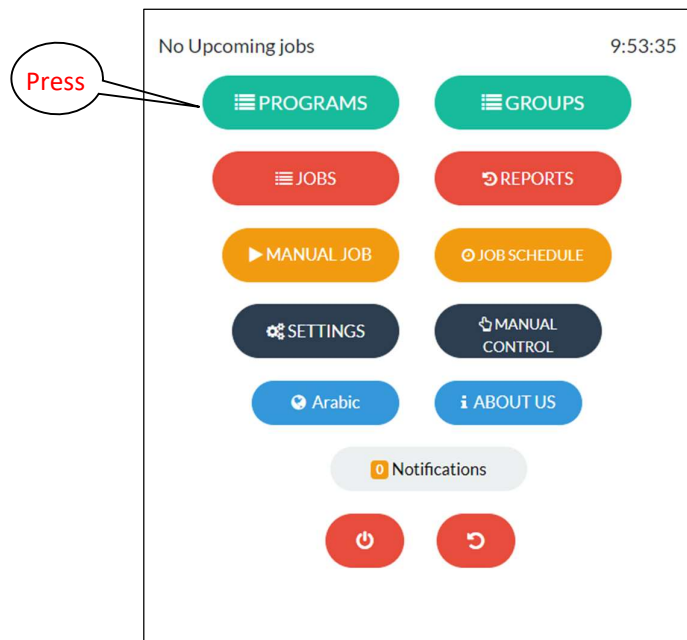 No Upcoming jobs 9:53:35
Press
PROGRAMS GROUPS
JOBS REPORTS
MANUAL JOB JOB SCHEDULE
SETTINGS MANUAL
CONTROL
Arabic ABOUT US
0 Notifications